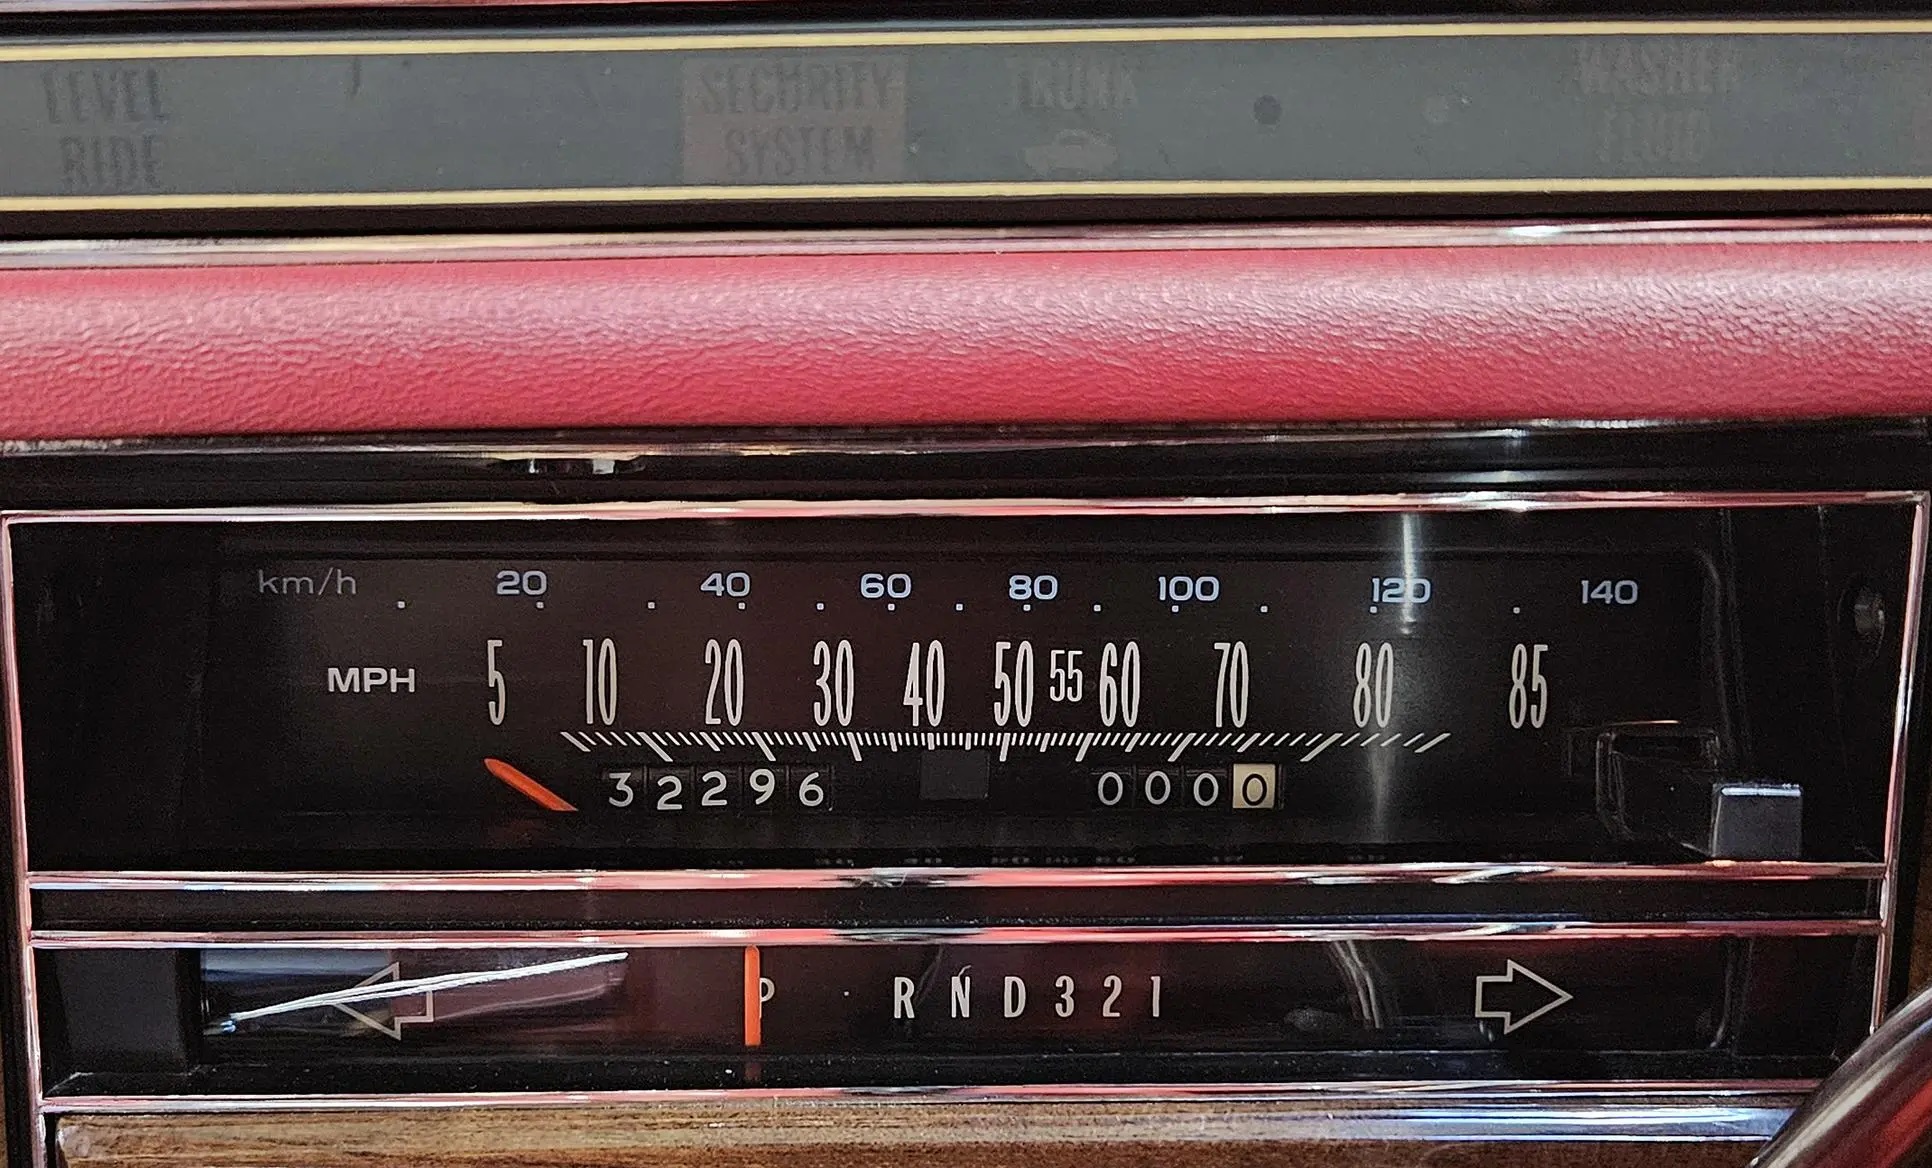 LEVEL SECURITY TRUNK WASHER
RIDE SYSTEM FLUID
km/h 20 40 60 80 100 120 140
MPH 5 10 20 30 40 50 55 60 70 80 85
32296 0000
P · R N D 3 2 1